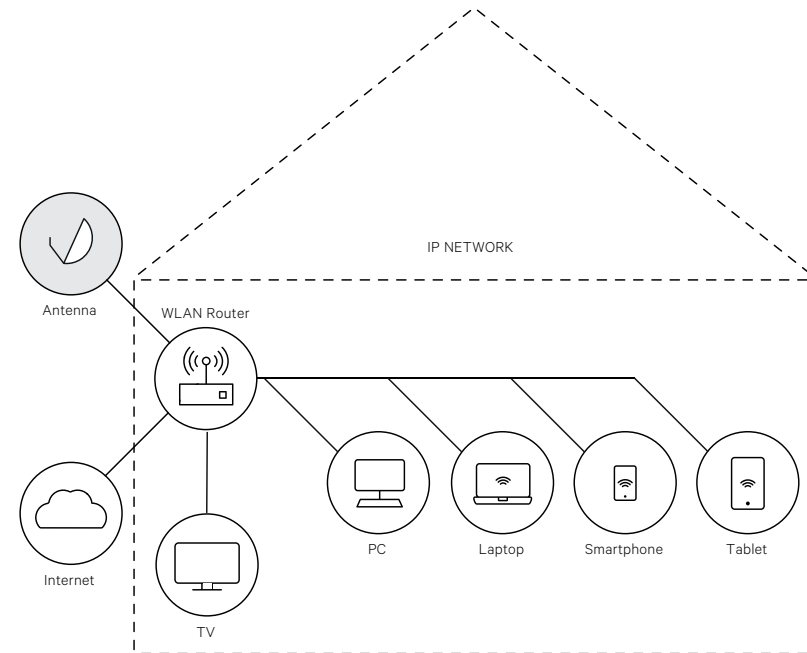 IP NETWORK
Antenna
WLAN Router
PC
Laptop
Smartphone
Tablet
Internet
TV